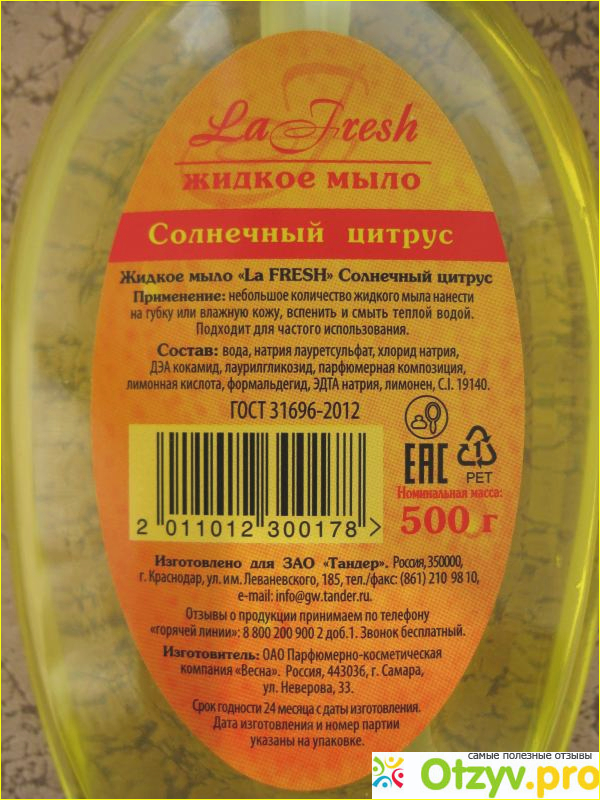 La Fresh
жидкое мыло
Солнечный цитрус
Жидкое мыло «La FRESH» Солнечный цитрус
Применение: небольшое количество жидкого мыла нанести
на губку или влажную кожу, вспенить и смыть теплой водой.
Подходит для частого использования.
Состав: вода, натрия лауретсульфат, хлорид натрия,
ДЭА кокамид, лаурилгликозид, парфюмерная композиция,
лимонная кислота, формальдегид, ЭДТА натрия, лимонен, C.I. 19140.
ГОСТ 31696-2012
EAC
1
PET
2 011012 300178 >
Номинальная масса:
500 г
Изготовлено для ЗАО «Тандер». Россия, 350000,
г. Краснодар, ул. им. Леваневского, 185, тел./факс: (861) 210 98 10,
e-mail: info@gw.tander.ru.
Отзывы о продукции принимаем по телефону
«горячей линии»: 8 800 200 900 2 доб.1. Звонок бесплатный.
Изготовитель: ОАО Парфюмерно-косметическая
компания «Весна». Россия, 443036, г. Самара,
ул. Неверова, 33.
Срок годности 24 месяца с даты изготовления.
Дата изготовления и номер партии
указаны на упаковке.
самые полезные отзывы
Otzyv.pro